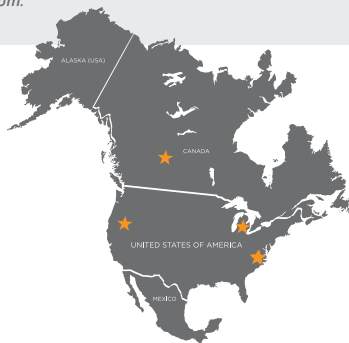 om.
ALASKA (USA)
CANADA
UNITED STATES OF AMERICA
MEXICO